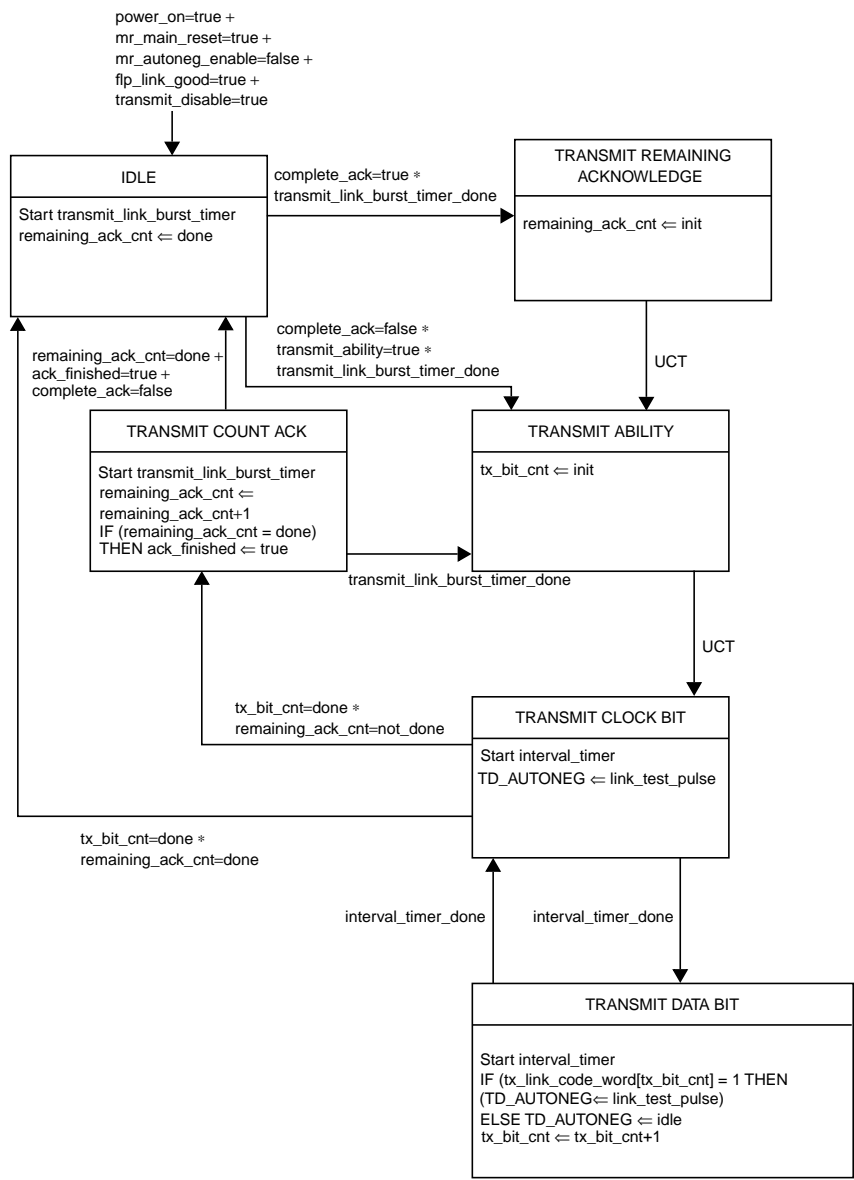 power_on=true +
mr_main_reset=true +
mr_autoneg_enable=false +
flp_link_good=true +
transmit_disable=true
IDLE
Start transmit_link_burst_timer
remaining_ack_cnt ⇐ done
complete_ack=true *
transmit_link_burst_timer_done
TRANSMIT REMAINING
ACKNOWLEDGE
remaining_ack_cnt ⇐ init
complete_ack=false *
transmit_ability=true *
transmit_link_burst_timer_done
UCT
remaining_ack_cnt=done +
ack_finished=true +
complete_ack=false
TRANSMIT COUNT ACK
Start transmit_link_burst_timer
remaining_ack_cnt ⇐
remaining_ack_cnt+1
IF (remaining_ack_cnt = done)
THEN ack_finished ⇐ true
TRANSMIT ABILITY
tx_bit_cnt ⇐ init
transmit_link_burst_timer_done
UCT
tx_bit_cnt=done *
remaining_ack_cnt=not_done
TRANSMIT CLOCK BIT
Start interval_timer
TD_AUTONEG ⇐ link_test_pulse
tx_bit_cnt=done *
remaining_ack_cnt=done
interval_timer_done
interval_timer_done
TRANSMIT DATA BIT
Start interval_timer
IF (tx_link_code_word[tx_bit_cnt] = 1 THEN
(TD_AUTONEG⇐ link_test_pulse)
ELSE TD_AUTONEG ⇐ idle
tx_bit_cnt ⇐ tx_bit_cnt+1